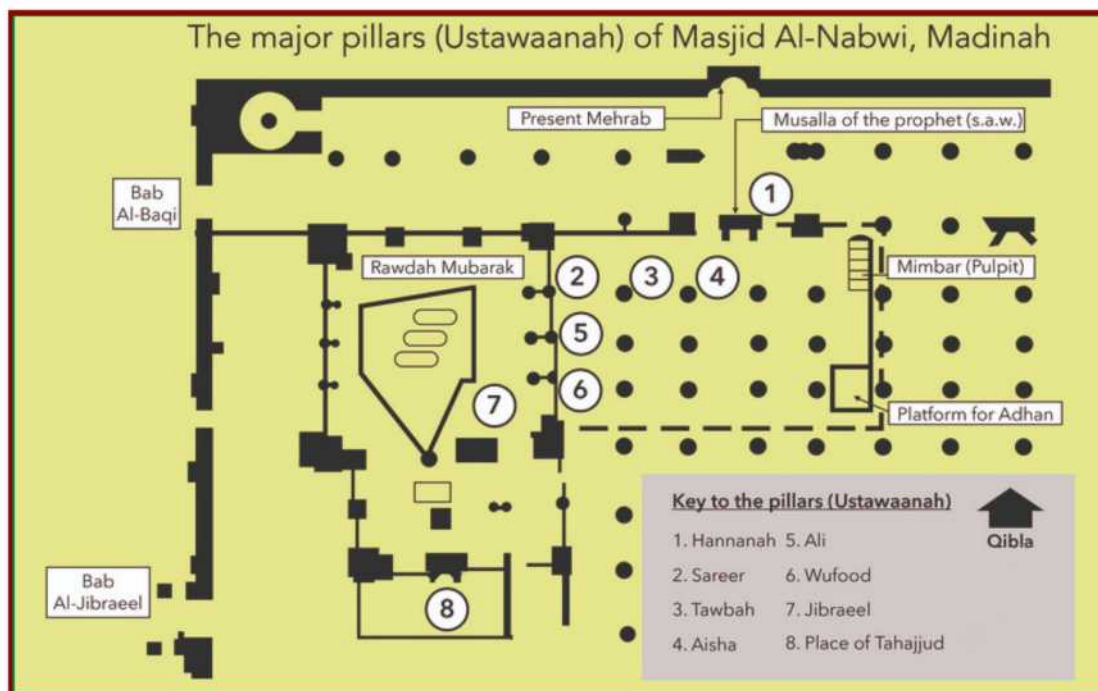 The major pillars (Ustawaanah) of Masjid Al-Nabwi, Madinah
Present Mehrab
Musalla of the prophet (s.a.w.)
Bab
Al-Baqi
1
Rawdah Mubarak
2
3
4
Mimbar (Pulpit)
5
6
7
Platform for Adhan
Key to the pillars (Ustawaanah)
Qibla
1. Hannanah 5. Ali
2. Sareer 6. Wufood
3. Tawbah 7. Jibraeel
4. Aisha 8. Place of Tahajjud
Bab
Al-Jibraeel
8